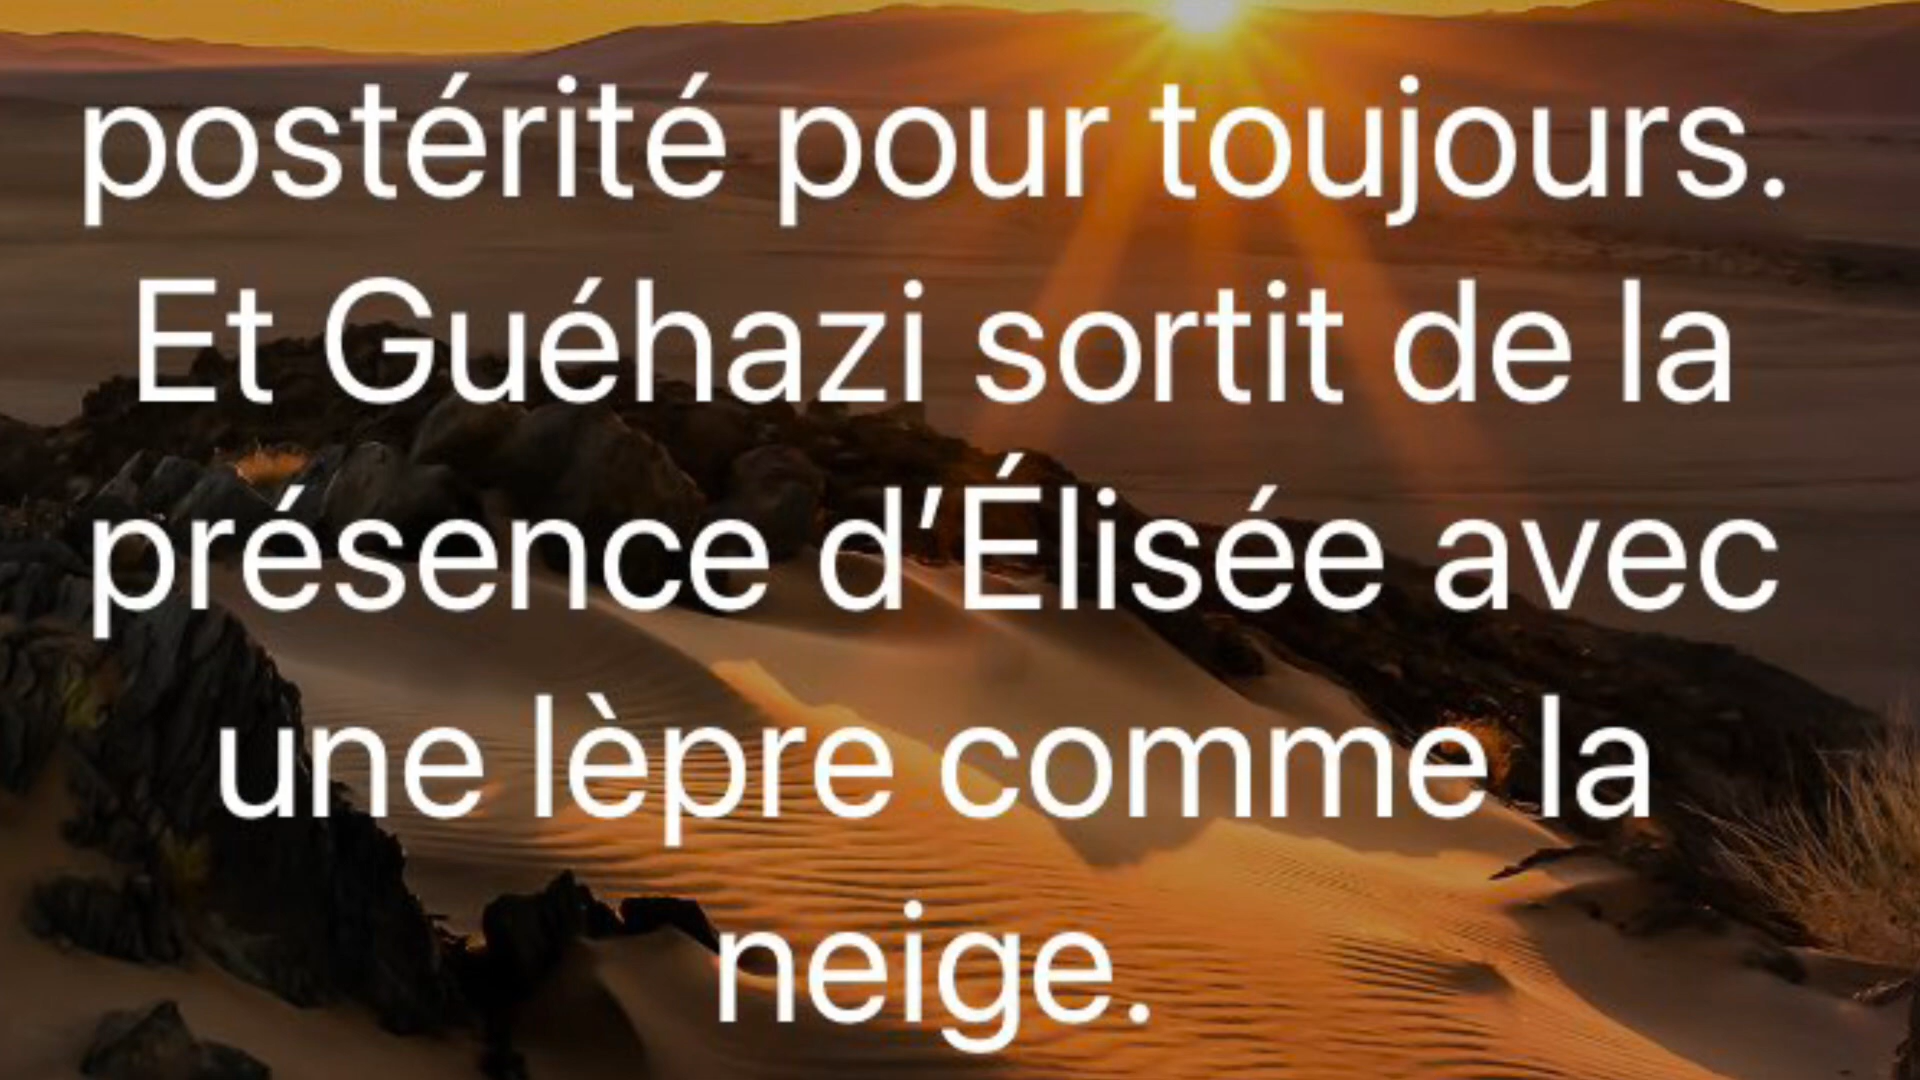 postérité pour toujours.
Et Guéhazi sortit de la
présence d’Élisée avec
une lèpre comme la
neige.